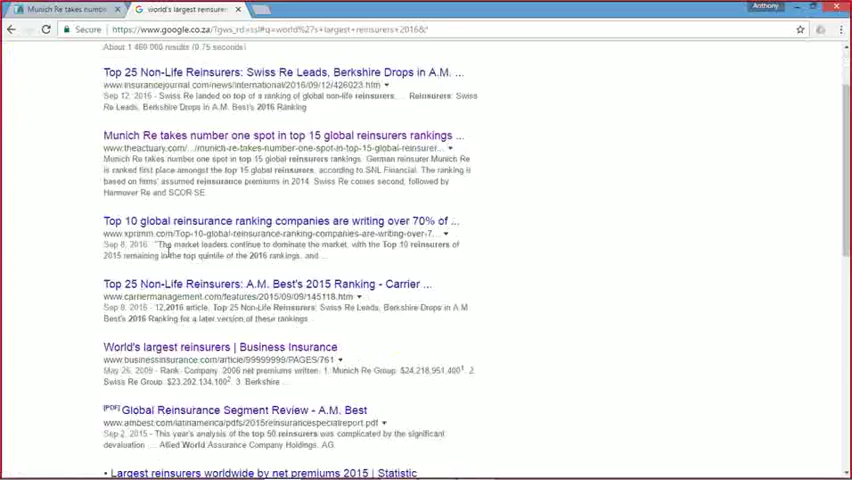 Munich Re takes numb
world's largest reinsurer
Anthony
Secure
https://www.google.co.za/?gws_rd=ssl#q=world%27s+largest+reinsurers+2016&*
About 1 460 000 results (0.75 seconds)
Top 25 Non-Life Reinsurers: Swiss Re Leads, Berkshire Drops in A.M. ...
www.insurancejournal.com/news/international/2016/09/12/426023.htm
Sep 12, 2016 - Swiss Re landed on top of a ranking of global non-life reinsurers. ... Reinsurers: Swiss
Re Leads, Berkshire Drops in A.M. Best's 2016 Ranking
Munich Re takes number one spot in top 15 global reinsurers rankings ...
www.theactuary.com/.../munich-re-takes-number-one-spot-in-top-15-global-reinsurer...
Munich Re takes number one spot in top 15 global reinsurers rankings. German reinsurer Munich Re
is ranked first place amongst the top 15 global reinsurers, according to SNL Financial. The ranking is
based on firms' assumed reinsurance premiums in 2014. Swiss Re comes second, followed by
Hannover Re and SCOR SE.
Top 10 global reinsurance ranking companies are writing over 70% of ...
www.xprimm.com/Top-10-global-reinsurance-ranking-companies-are-writing-over-7...
Sep 8, 2016 - "The market leaders continue to dominate the market, with the Top 10 reinsurers of
2015 remaining in the top quintile of the 2016 rankings, and ...
Top 25 Non-Life Reinsurers: A.M. Best's 2015 Ranking - Carrier ...
www.carriermanagement.com/features/2015/09/09/145118.htm
Sep 8, 2016 - 12,2016 article, Top 25 Non-Life Reinsurers: Swiss Re Leads; Berkshire Drops in A.M
Best's 2016 Ranking for a later version of these rankings
World's largest reinsurers | Business Insurance
www.businessinsurance.com/article/99999999/PAGES/761
May 26, 2009 - Rank. Company. 2006 net premiums written. 1. Munich Re Group. $24,218,951,400¹. 2.
Swiss Re Group. $23,202,134,100². 3. Berkshire ...
[PDF] Global Reinsurance Segment Review - A.M. Best
www.ambest.com/latinamerica/pdfs/2015reinsurancespecialreport.pdf
Sep 2, 2015 - This year's analysis of the top 50 reinsurers was complicated by the significant
devaluation ... Allied World Assurance Company Holdings, AG.
• Largest reinsurers worldwide by net premiums 2015 | Statistic